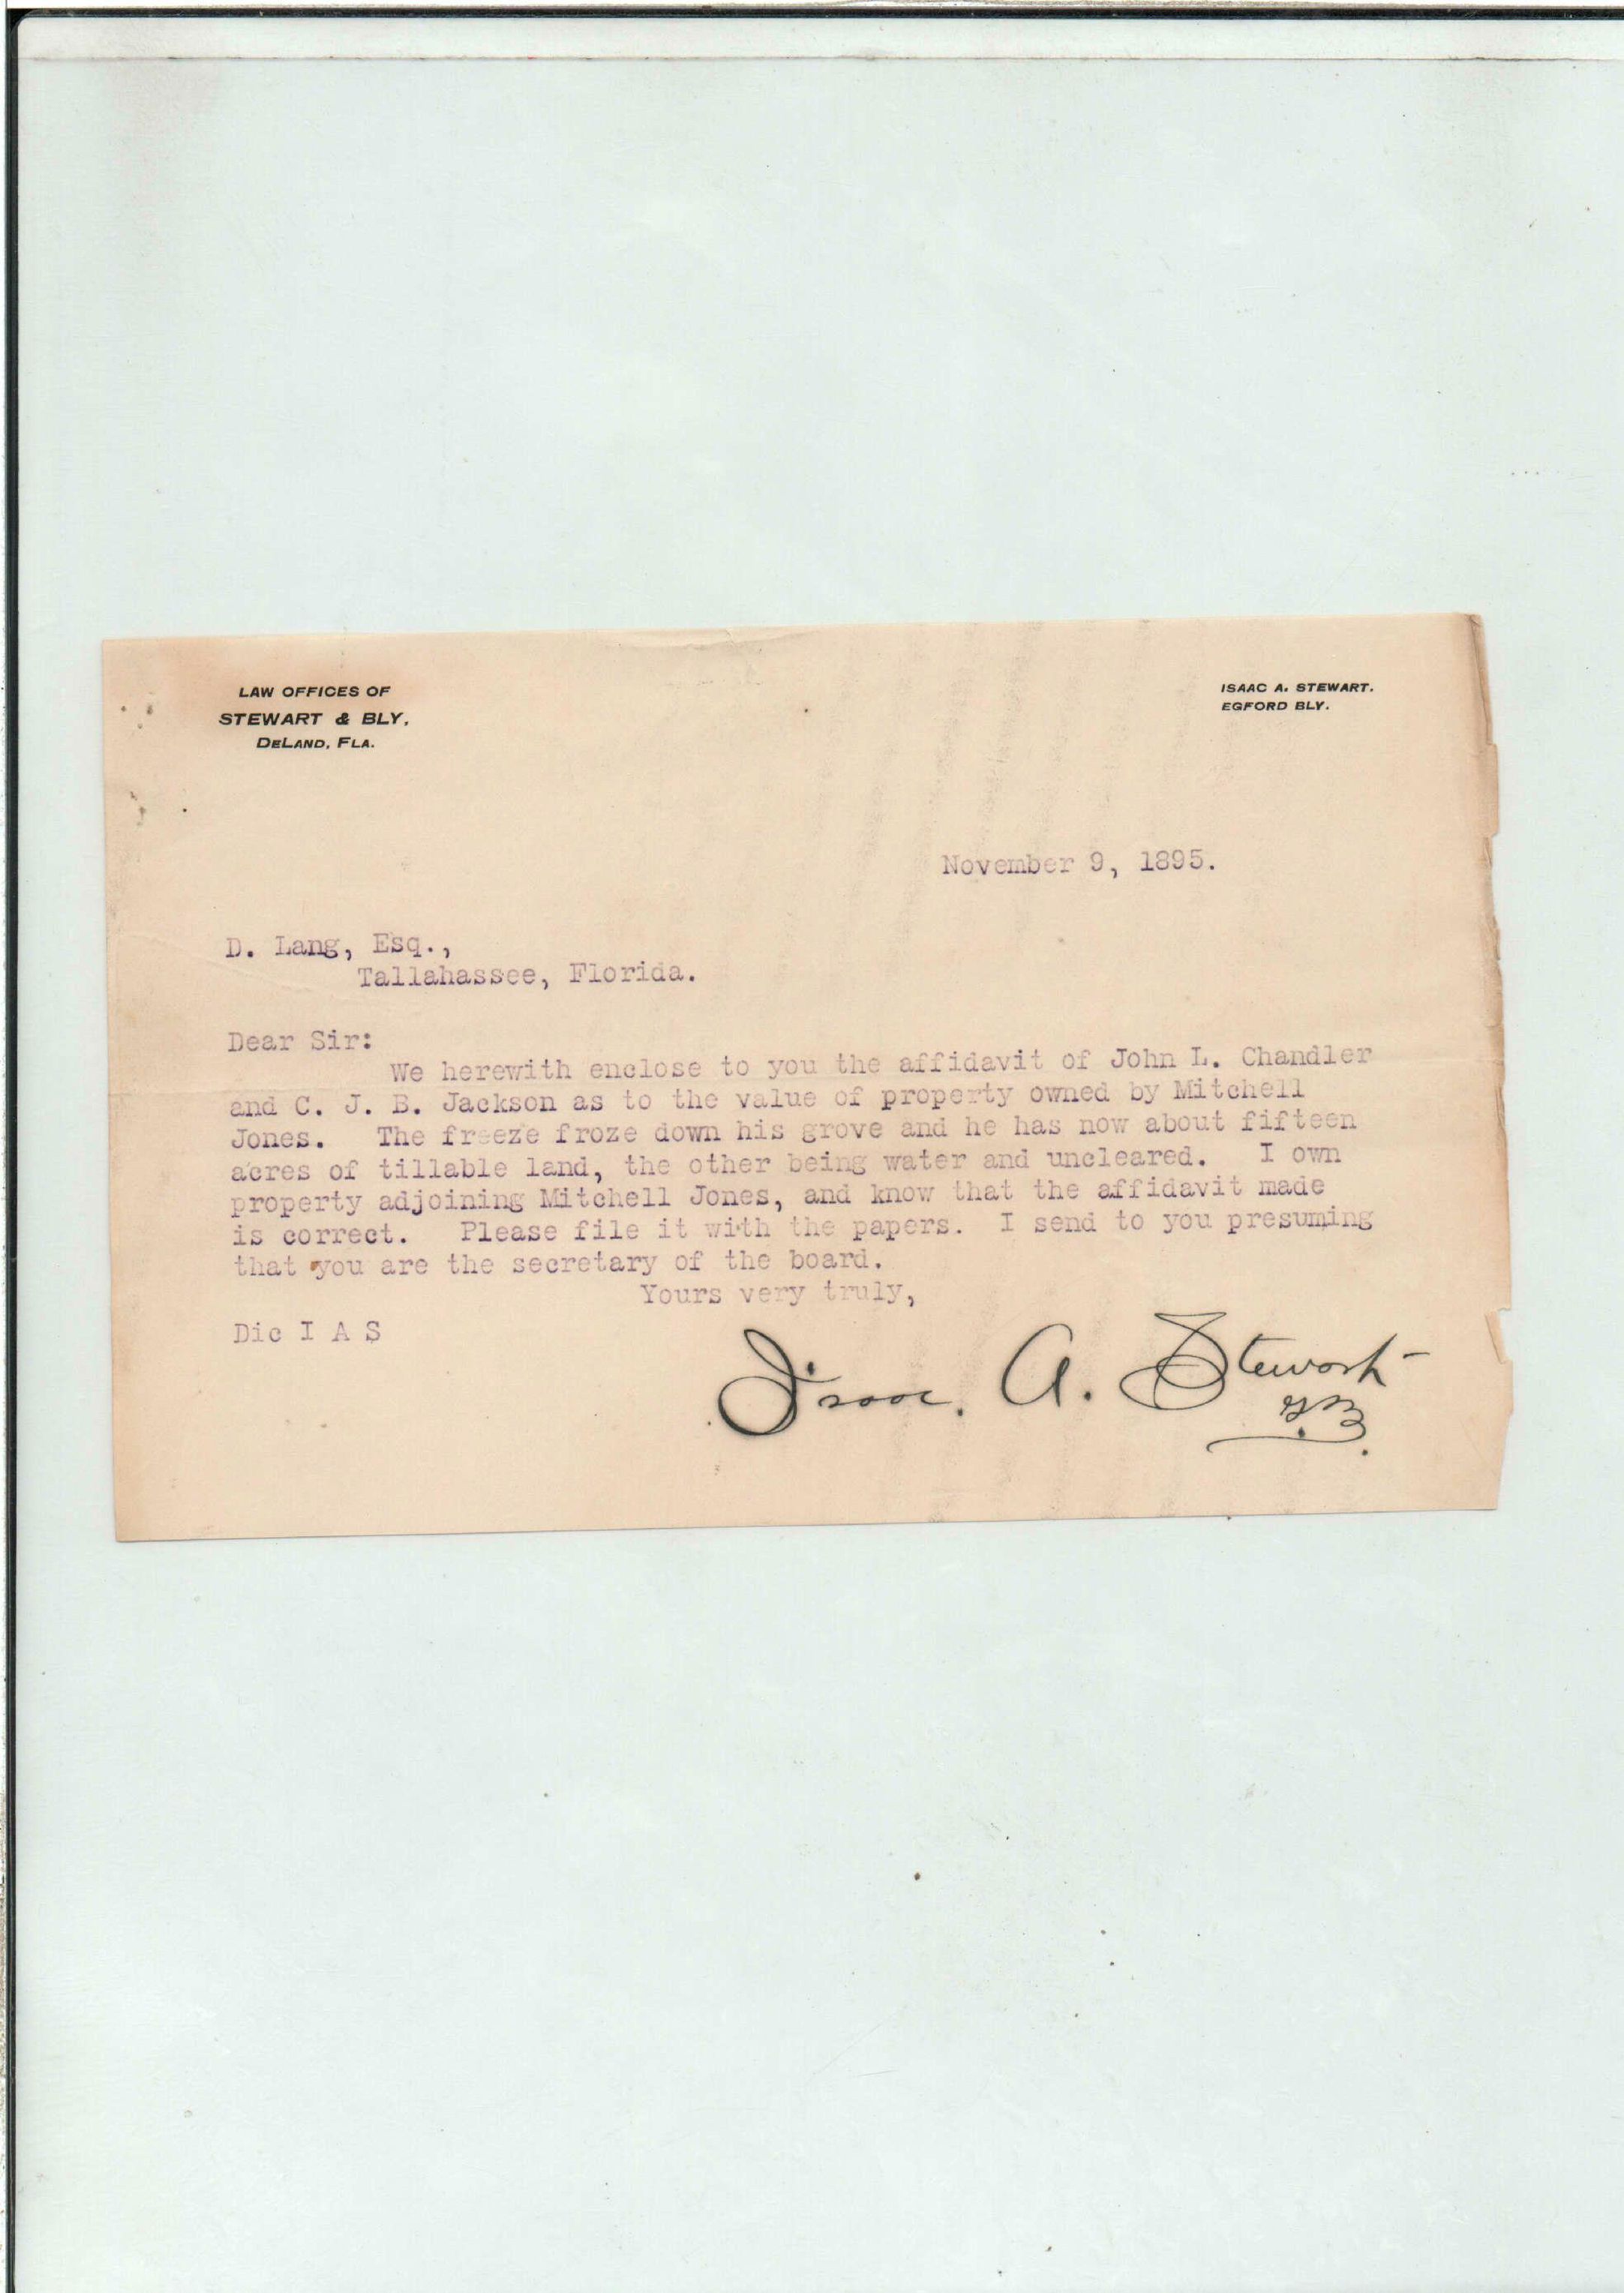 LAW OFFICES OF
STEWART & BLY,
DELAND, FLA.
ISAAC A. STEWART.
EGFORD BLY.
November 9, 1895.
D. Lang, Esq.,
Tallahassee, Florida.
Dear Sir:
We herewith enclose to you the affidavit of John L. Chandler
and C. J. B. Jackson as to the value of property owned by Mitchell
Jones. The freeze froze down his grove and he has now about fifteen
acres of tillable land, the other being water and uncleared. I own
property adjoining Mitchell Jones, and know that the affidavit made
is correct. Please file it with the papers. I send to you presuming
that you are the secretary of the board.
Yours very truly,
Dic I A S
Isaac. A. Stewart